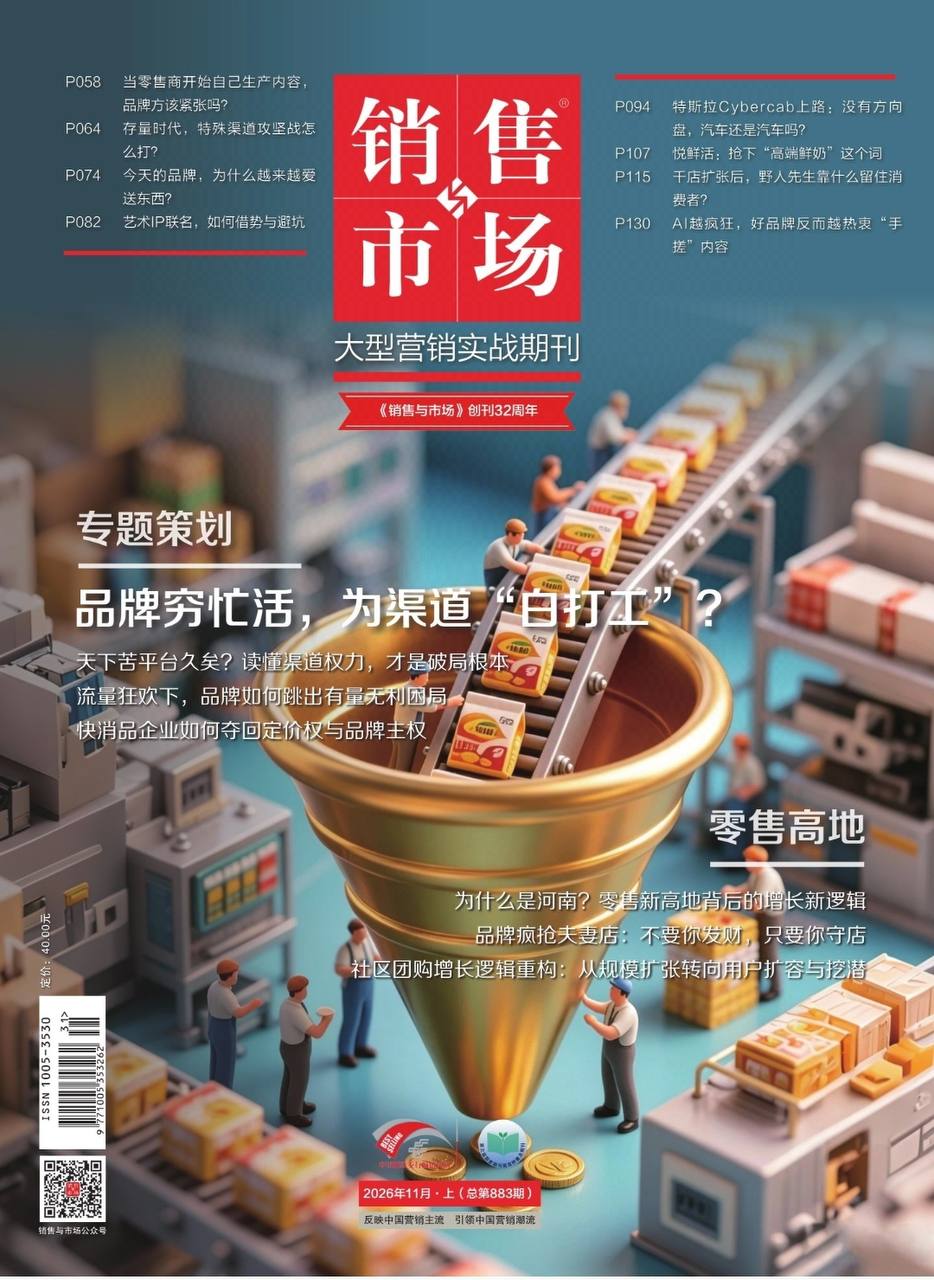 P058 当零售商开始自己生产内容，
品牌方该紧张吗？
P064 存量时代，特殊渠道攻坚战怎
么打？
P074 今天的品牌，为什么越来越爱
送东西？
P082 艺术IP联名，如何借势与避坑
销售®
市场
大型营销实战期刊
《销售与市场》创刊32周年
P094 特斯拉Cybercab上路：没有方向
盘，汽车还是汽车吗？
P107 悦鲜活：抢下“高端鲜奶”这个词
P115 千店扩张后，野人先生靠什么留住消
费者？
P130 AI越疯狂，好品牌反而越热衷“手
搓”内容
专题策划
品牌穷忙活，为渠道“白打工”？
天下苦平台久矣？读懂渠道权力，才是破局根本
流量狂欢下，品牌如何跳出有量无利困局
快消品企业如何夺回定价权与品牌主权
零售高地
为什么是河南？零售新高地背后的增长新逻辑
品牌疯抢夫妻店：不要你发财，只要你守店
社区团购增长逻辑重构：从规模扩张转向用户扩容与挖潜
定价：40.00元
ISSN 1005-3530
31>
9 771005 353262
销售与市场公众号
BEST SELLING
2026年11月·上（总第883期）
反映中国营销主流 引领中国营销潮流